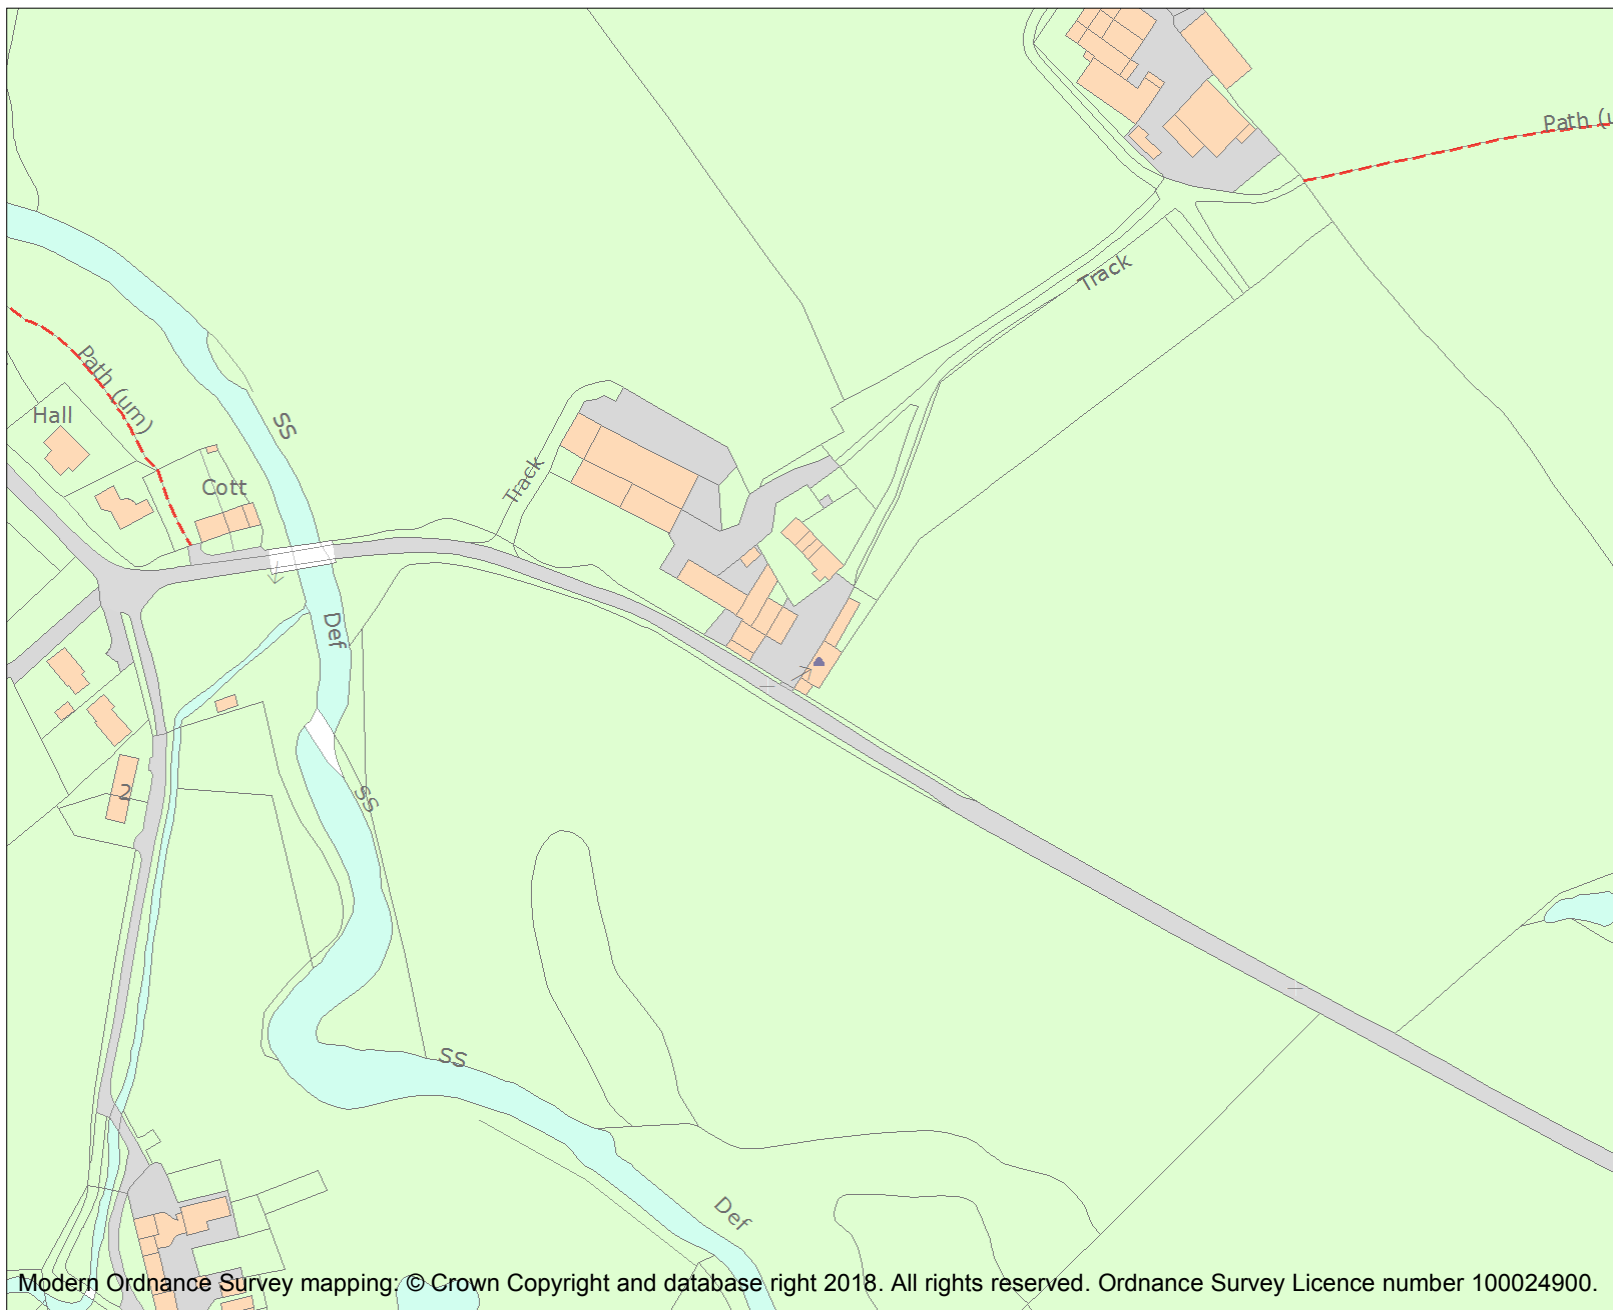 Path (u
Track
Path (um)
Hall
SS
Cott
Track
Def
2
SS
SS
Def
Modern Ordnance Survey mapping: © Crown Copyright and database right 2018. All rights reserved. Ordnance Survey Licence number 100024900.